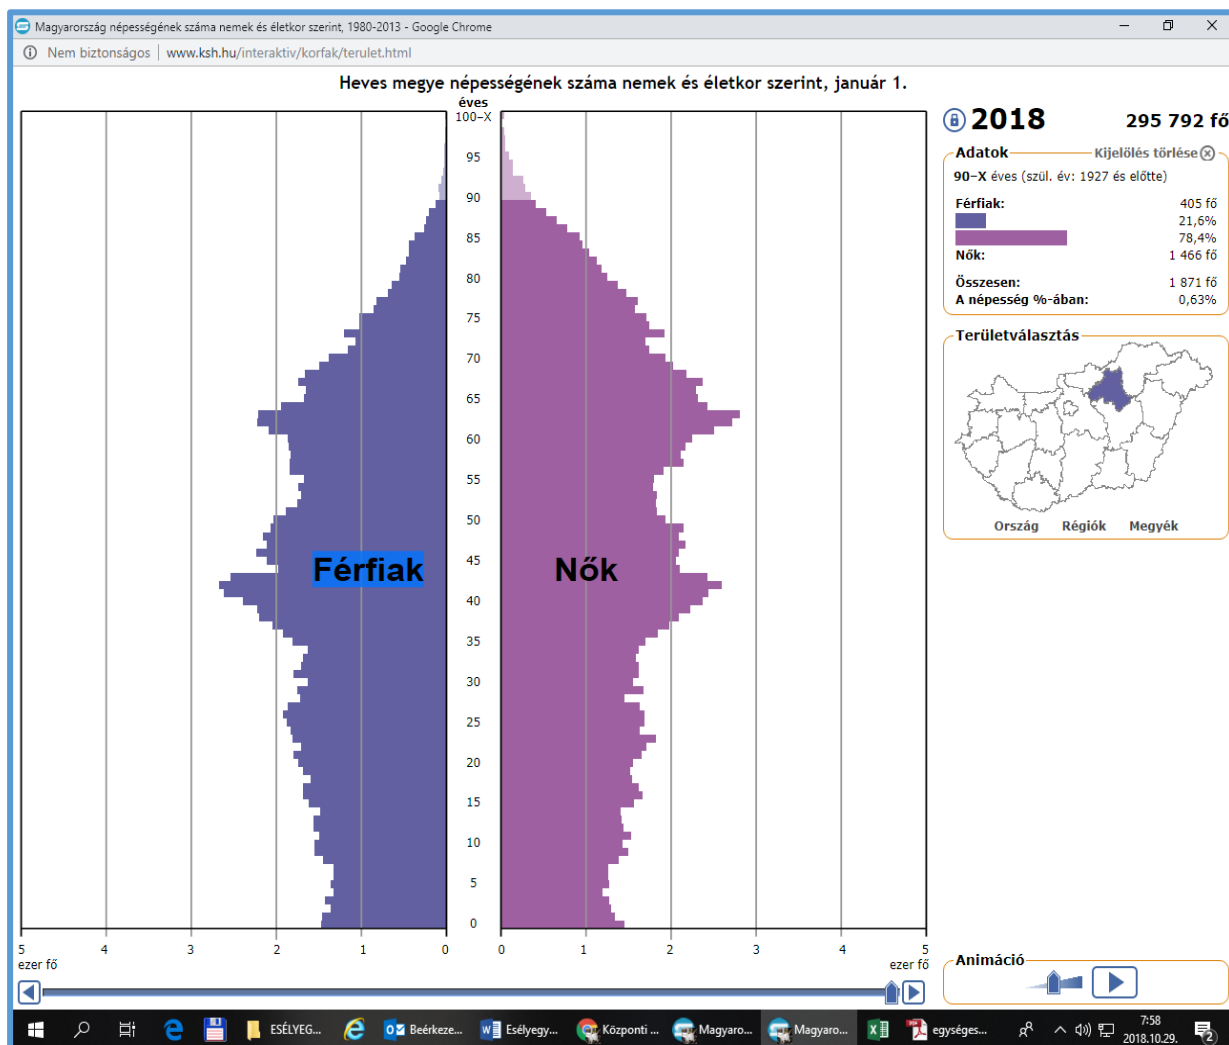 Magyarország népességének száma nemek és életkor szerint, 1980-2013 - Google Chrome
Nem biztonságos | www.ksh.hu/interaktiv/korfak/terulet.html
Heves megye népességének száma nemek és életkor szerint, január 1.
éves
100-X
95
90
85
80
75
70
65
60
55
50
45
40
35
30
25
20
15
10
5
0
Férfiak
Nők
5 4 3 2 1 0
0 1 2 3 4 5
ezer fő
ezer fő
2018 295 792 fő
Adatok Kijelölés törlése
90–X éves (szül. év: 1927 és előtte)
Férfiak: 405 fő
21,6%
78,4%
Nők: 1 466 fő
Összesen: 1 871 fő
A népesség %-ában: 0,63%
Területválasztás
Ország Régiók Megyék
Animáció
ESÉLYEG... Beérkeze... Esélyegy... Központi ... Magyaro... Magyaro... egységes...
7:58
2018.10.29.
2